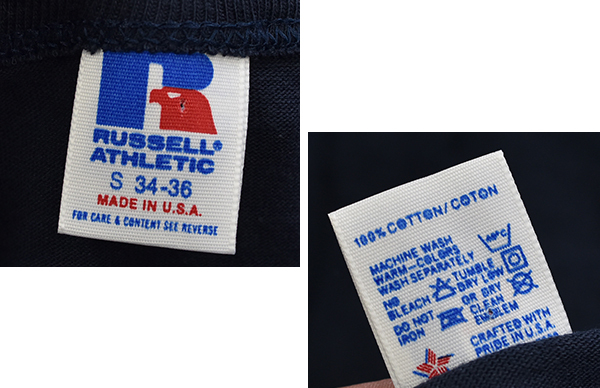 R
RUSSELL®
ATHLETIC
S 34-36
MADE IN U.S.A.
FOR CARE & CONTENT SEE REVERSE
100% COTTON/COTON
MACHINE WASH
WARM-COLORS
WASH SEPARATELY
NO TUMBLE
BLEACH DRY LOW
DO NOT OR DRY
IRON CLEAN
EMBLEM
CRAFTED WITH
PRIDE IN U.S.A.